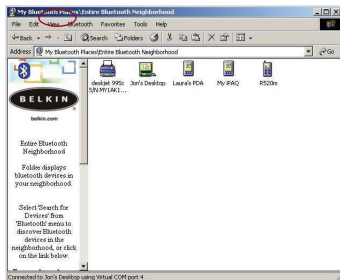 My Bluetooth Places\Entire Bluetooth Neighborhood
File Edit View Bluetooth Favorites Tools Help
Back Search Folders
Address My Bluetooth Places\Entire Bluetooth Neighborhood Go
BELKIN
belkin.com
Entire Bluetooth
Neighborhood
Folder displays
bluetooth devices in
your neighborhood.
Select 'Search for
Devices' from
'Bluetooth' menu to
discover Bluetooth
devices in the
neighborhood, or click
on the link below.
deskjet 995c Jon's Desktop Laura's PDA My iPAQ R520m
S/N MY1AK1...
Connected to Jon's Desktop using Virtual COM port 4